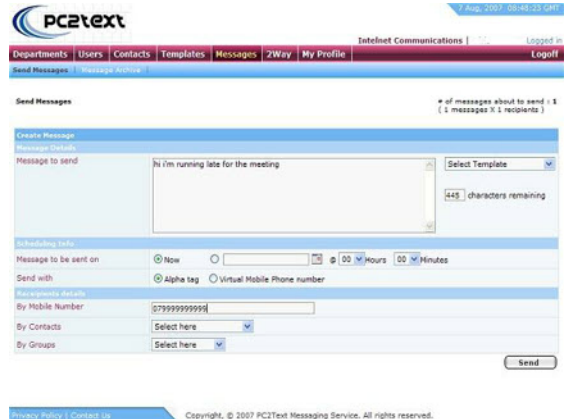 7 Aug, 2007 06:48:23 GMT
PC2text
Intelnet Communications | Logged in
Departments Users Contacts Templates Messages 2Way My Profile Logoff
Send Messages | Message Archive |
Send Messages
# of messages about to send : 1
( 1 messages X 1 recipients )
Create Message
Message Details
Message to send
hi i'm running late for the meeting
Select Template
445 characters remaining
Scheduling Info
Message to be sent on Now @ 00 Hours 00 Minutes
Send with Alpha tag Virtual Mobile Phone number
details
By Mobile Number 079999999999
By Contacts Select here
By Groups Select here
Send
Privacy Policy | Contact Us Copyright, © 2007 PC2Text Messaging Service. All rights reserved.